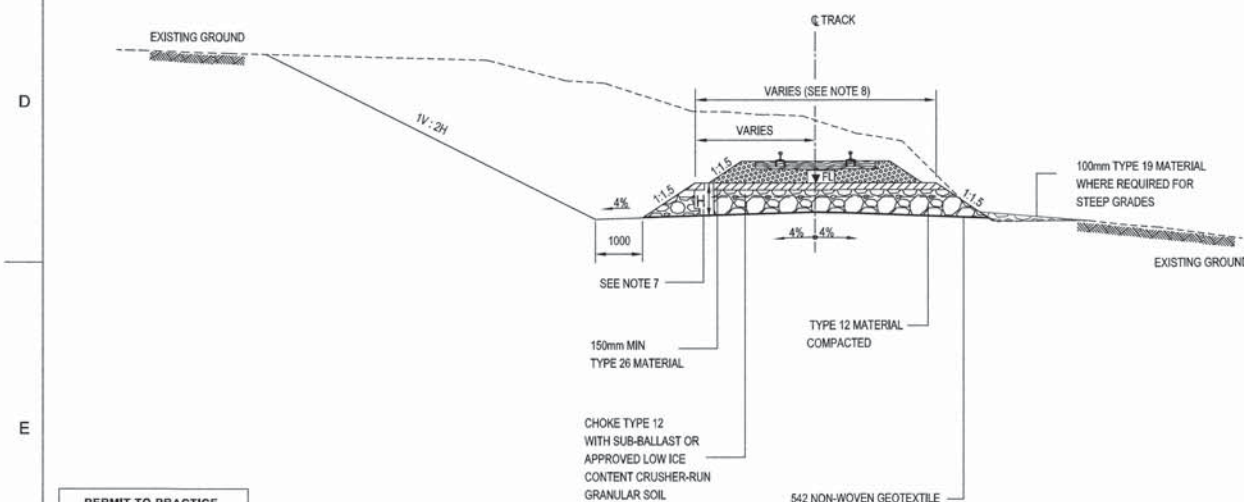 ℄ TRACK
EXISTING GROUND
D
VARIES (SEE NOTE 8)
VARIES
1V : 2H
1:1.5
100mm TYPE 19 MATERIAL
WHERE REQUIRED FOR
STEEP GRADES
FL
1:1.5
H
1:1.5
4%
4% 4%
1000
EXISTING GROUND
SEE NOTE 7
TYPE 12 MATERIAL
COMPACTED
150mm MIN
TYPE 26 MATERIAL
E
CHOKE TYPE 12
WITH SUB-BALLAST OR
APPROVED LOW ICE
CONTENT CRUSHER-RUN
GRANULAR SOIL
542 NON-WOVEN GEOTEXTILE
PERMIT TO PRACTICE